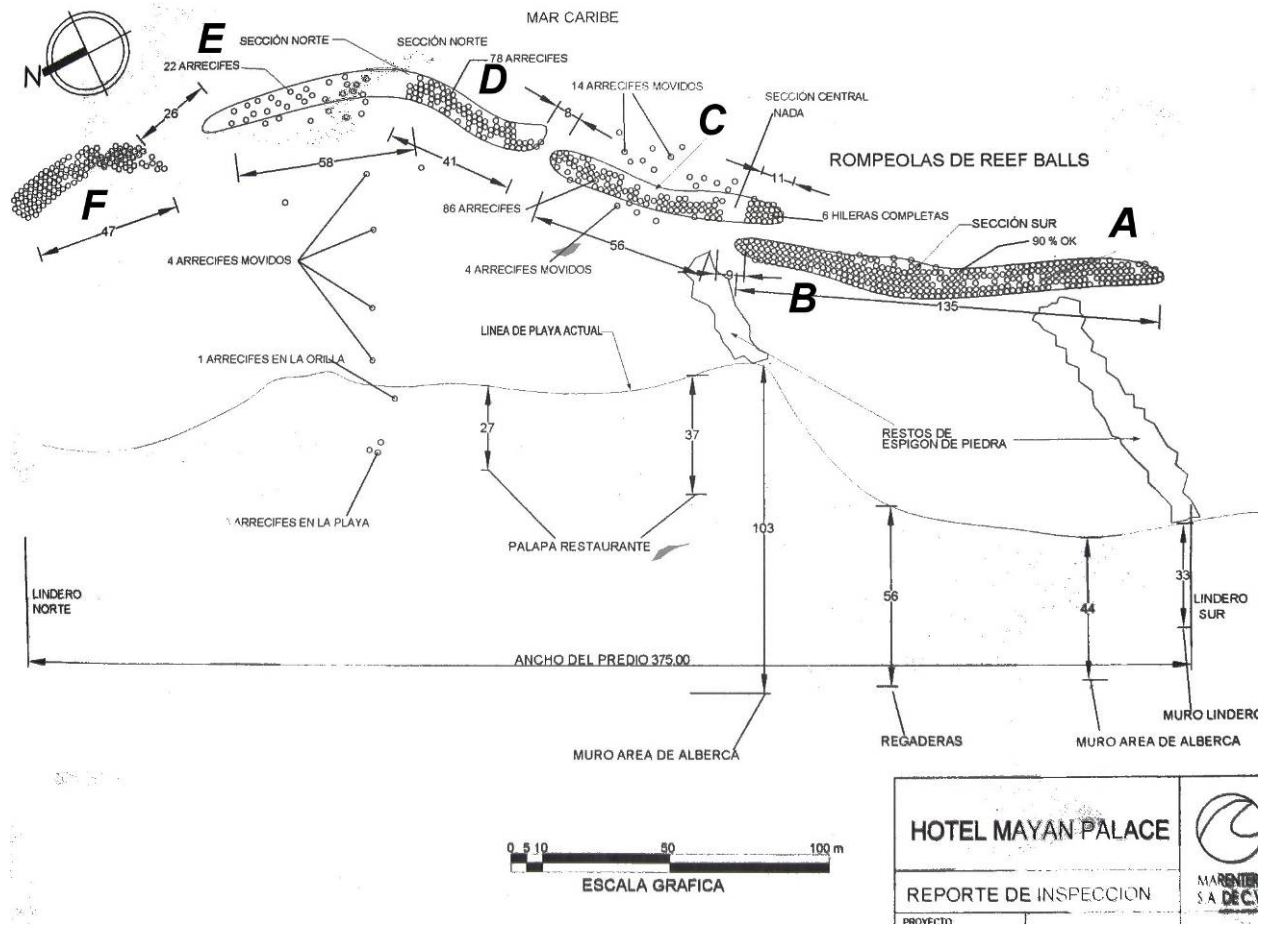 MAR CARIBE
N
E
SECCIÓN NORTE
22 ARRECIFES
SECCIÓN NORTE
78 ARRECIFES
D
14 ARRECIFES MOVIDOS
C
SECCIÓN CENTRAL
NADA
26
8
11
ROMPEOLAS DE REEF BALLS
58
41
F
47
86 ARRECIFES
6 HILERAS COMPLETAS
SECCIÓN SUR
90 % OK
A
56
4 ARRECIFES MOVIDOS
4 ARRECIFES MOVIDOS
9
B
135
LINEA DE PLAYA ACTUAL
1 ARRECIFES EN LA ORILLA
27
37
RESTOS DE
ESPIGON DE PIEDRA
ARRECIFES EN LA PLAYA
PALAPA RESTAURANTE
103
56
44
33
LINDERO
NORTE
LINDERO
SUR
ANCHO DEL PREDIO 375.00
MURO AREA DE ALBERCA
REGADERAS
MURO AREA DE ALBERCA
MURO LINDERO
0 5 10 50 100 m
ESCALA GRAFICA
HOTEL MAYAN PALACE
REPORTE DE INSPECCION
S.A. DE C.V
PROYECTO: